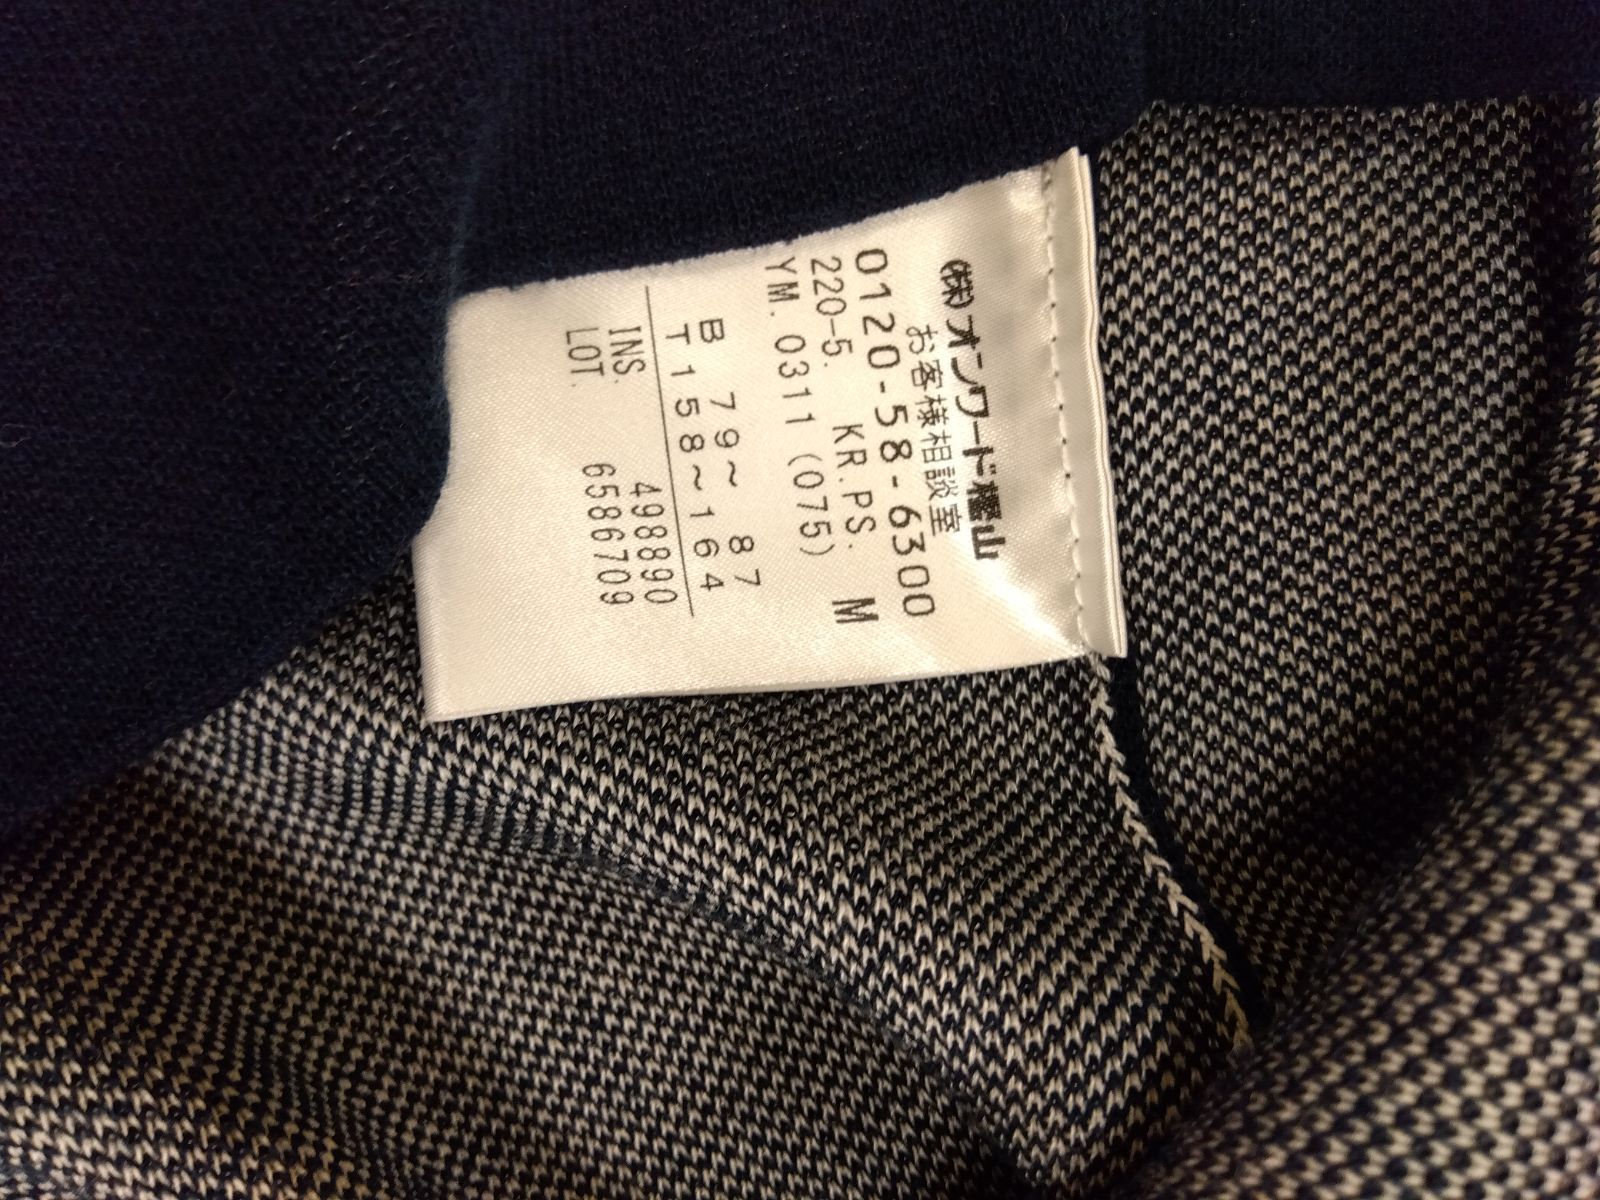 ㈱オンワード樫山
お客様相談室
0120-58-6300
220-5. KR.PS. M
YM. 0311 (075)
B 79~ 87
T 158~164
INS. 498890
LOT. 6586709